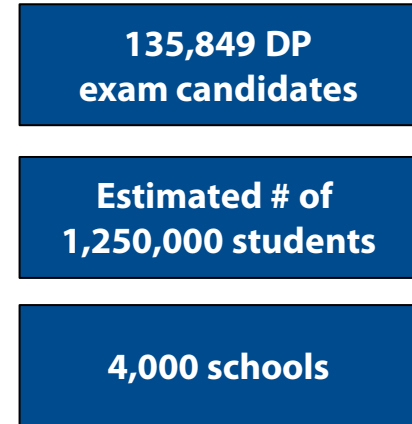 135,849 DP
exam candidates
Estimated # of
1,250,000 students
4,000 schools